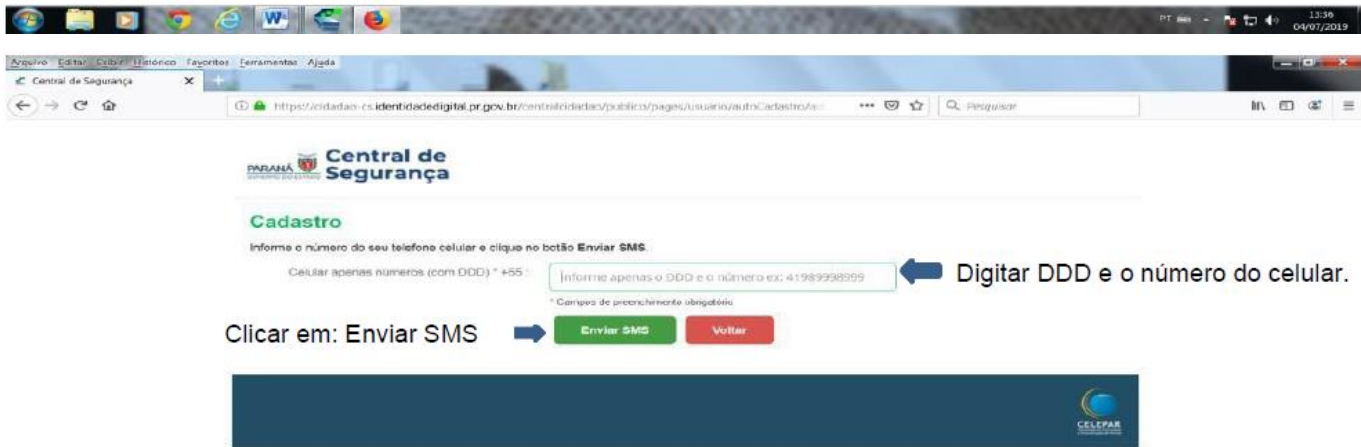 PT
13:36
04/07/2019
Arquivo Editar Exibir Histórico Favoritos Ferramentas Ajuda
Central de Segurança
https://cidadao-cs.identidadedigital.pr.gov.br/centralcidadao/publico/pages/usuario/autoCadastro/
Pesquisar
PARANÁ
GOVERNO DO ESTADO
Central de
Segurança
Cadastro
Informe o número do seu telefone celular e clique no botão Enviar SMS.
Celular apenas números (com DDD) * +55 :
Informe apenas o DDD e o número ex: 41989998999
Digitar DDD e o número do celular.
* Campos de preenchimento obrigatório
Clicar em: Enviar SMS
Enviar SMS
Voltar
CELEPAR